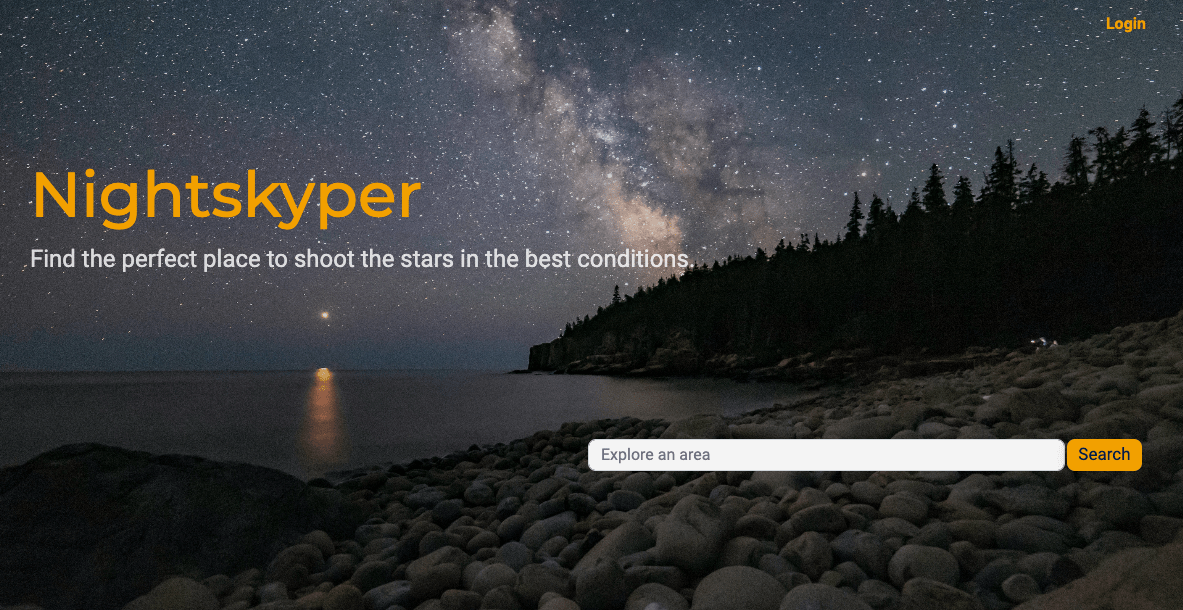 Login
Nightskyper
Find the perfect place to shoot the stars in the best conditions.
Explore an area
Search